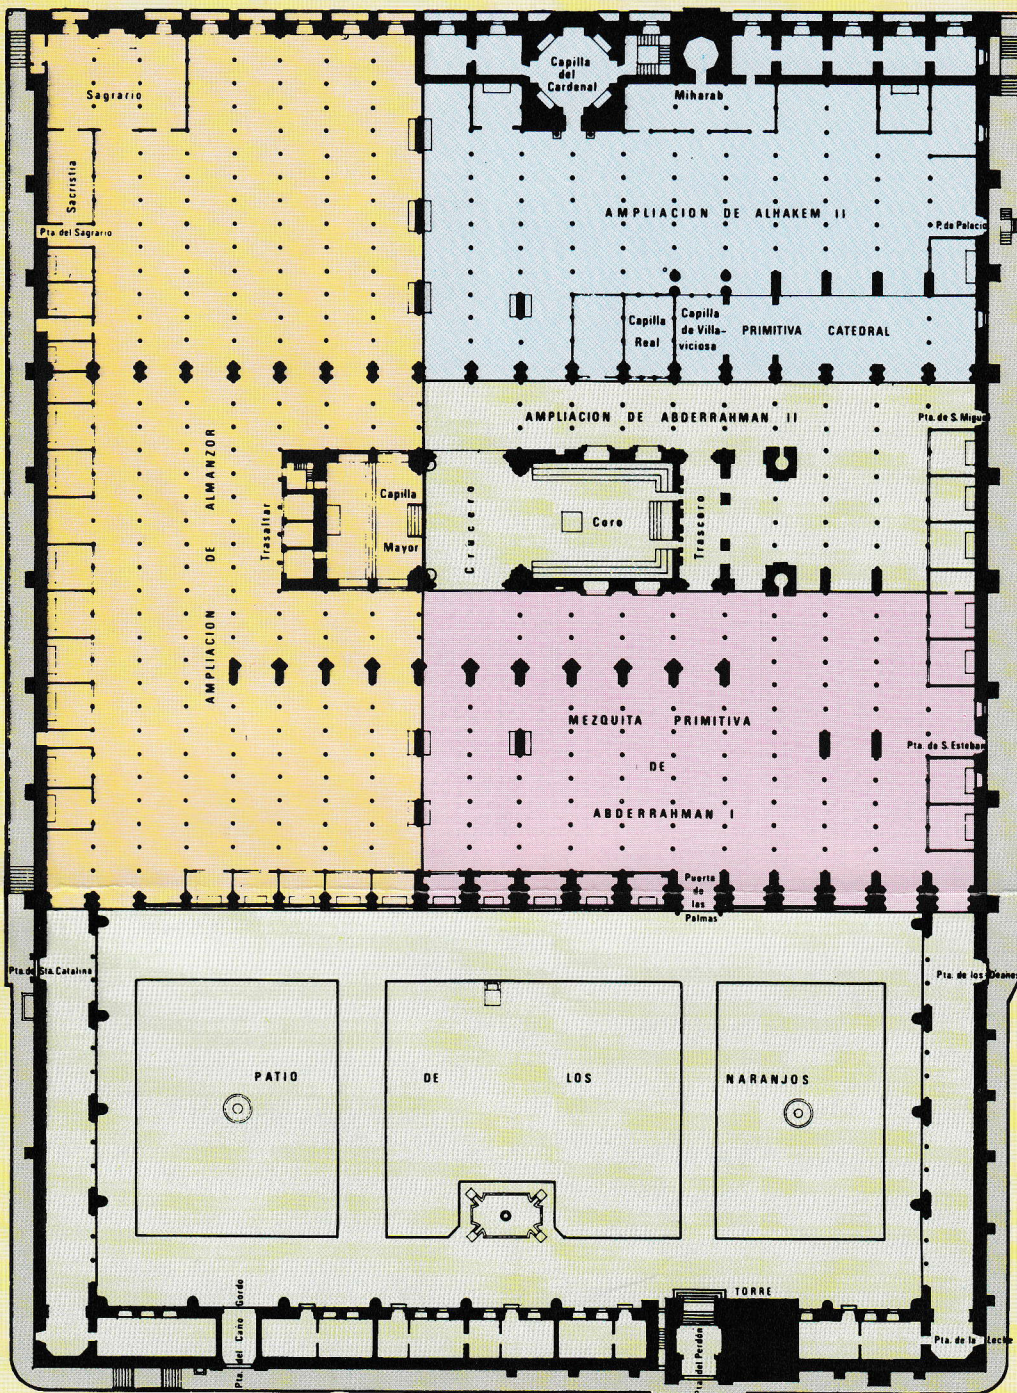 Capilla
del
Cardenal
Sagrario
Miharab
Sacristia
AMPLIACION DE ALHAKEM II
Pta del Sagrario
P. de Palacio
Capilla
Real
Capilla
de Villa-
viciosa
PRIMITIVA CATEDRAL
AMPLIACION DE ABDERRAHMAN II
Pta. de S. Miguel
AMPLIACION DE ALMANZOR
Trasaltar
Capilla
Mayor
Crucero
Coro
Trascoro
MEZQUITA PRIMITIVA
DE
ABDERRAHMAN I
Pta. de S. Esteban
Puerta
de
las
Palmas
Pta. de Sta. Catalina
Pta. de los Deanes
PATIO DE LOS NARANJOS
TORRE
Pta. del Caño Gordo
Pta. del Perdón
Pta. de la Leche